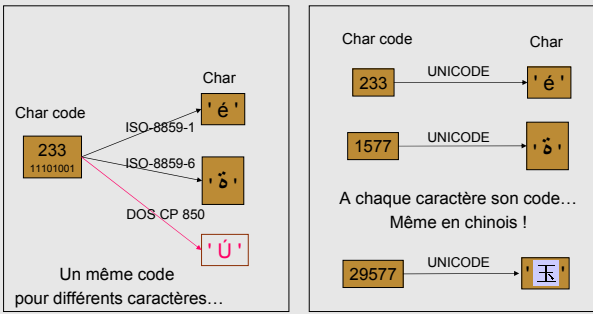 Char
Char code
'é'
ISO-8859-1
233
11101001
ISO-8859-6
'ة'
DOS CP 850
'Ú'
Un même code
pour différents caractères…
Char code
Char
233
UNICODE
'é'
1577
UNICODE
'ة'
A chaque caractère son code…
Même en chinois !
29577
UNICODE
'玉'